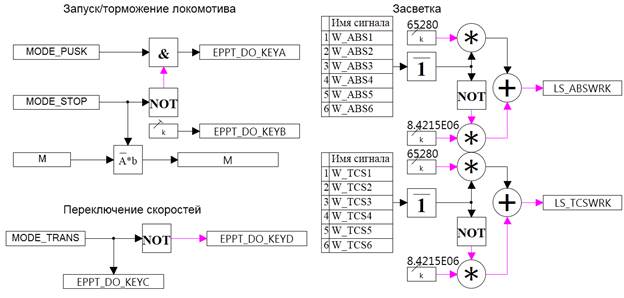 Запуск/торможение локомотива
MODE_PUSK
&
EPPT_DO_KEYA
MODE_STOP
NOT
k
EPPT_DO_KEYB
M
A*b
M
Переключение скоростей
MODE_TRANS
NOT
EPPT_DO_KEYD
EPPT_DO_KEYC
Засветка
Имя сигнала
1 W_ABS1
2 W_ABS2
3 W_ABS3
4 W_ABS4
5 W_ABS5
6 W_ABS6
1
65280
k
*
NOT
+
LS_ABSWRK
8.4215E06
k
*
Имя сигнала
1 W_TCS1
2 W_TCS2
3 W_TCS3
4 W_TCS4
5 W_TCS5
6 W_TCS6
1
65280
k
*
NOT
+
LS_TCSWRK
8.4215E06
k
*